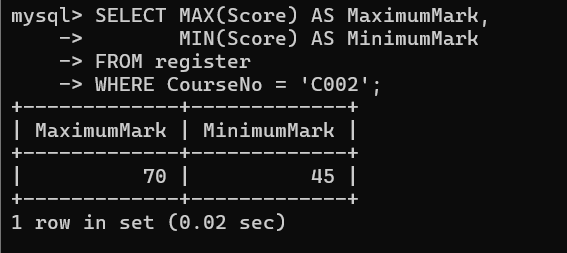 mysql> SELECT MAX(Score) AS MaximumMark,
    ->        MIN(Score) AS MinimumMark
    -> FROM register
    -> WHERE CourseNo = 'C002';
+-------------+-------------+
| MaximumMark | MinimumMark |
+-------------+-------------+
|          70 |          45 |
+-------------+-------------+
1 row in set (0.02 sec)